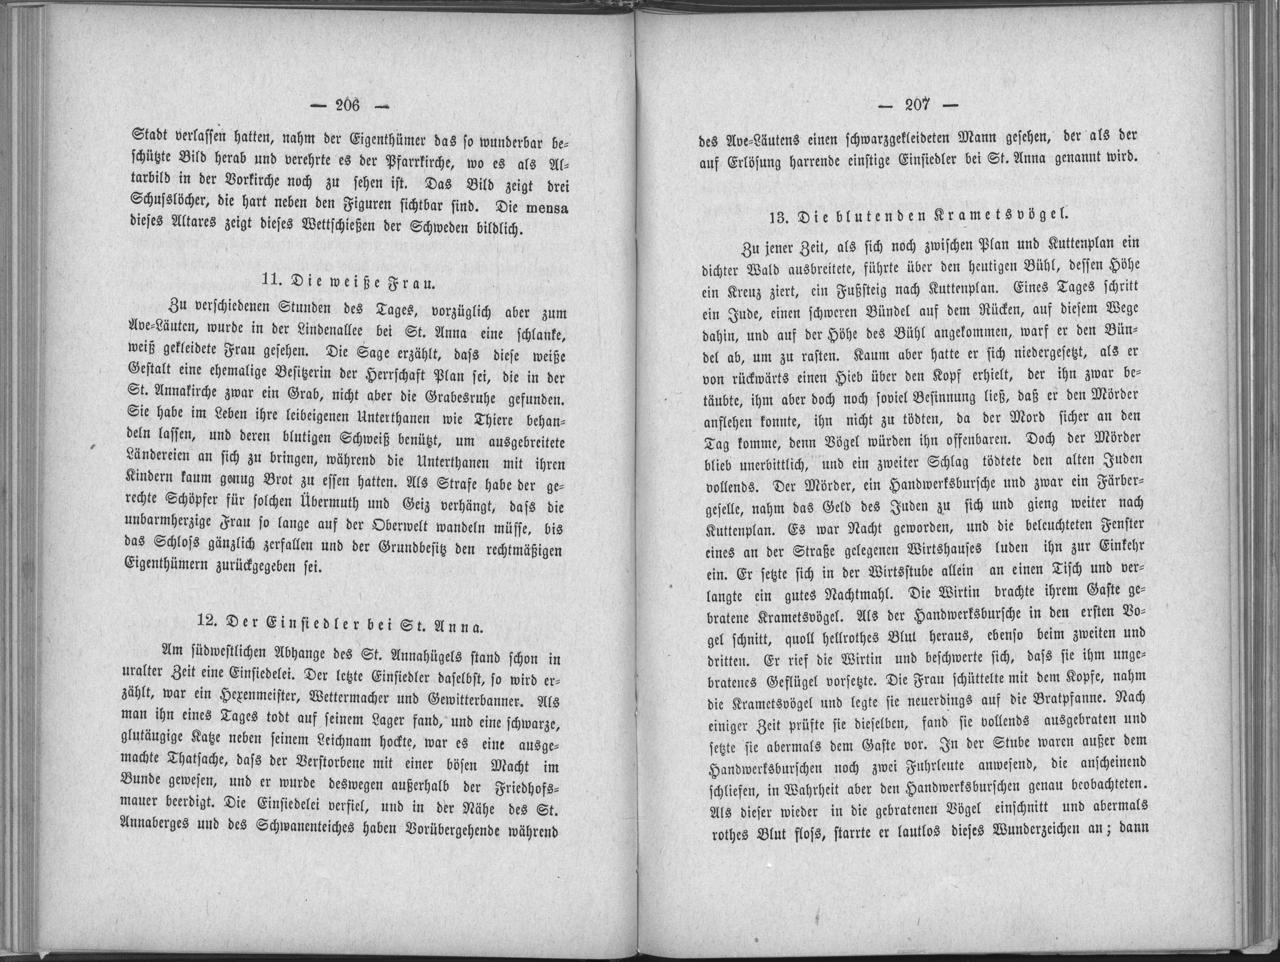 — 206 —
Stadt verlassen hatten, nahm der Eigenthümer das so wunderbar be-
schützte Bild herab und verehrte es der Pfarrkirche, wo es als Al-
tarbild in der Vorkirche noch zu sehen ist. Das Bild zeigt drei
Schusslöcher, die hart neben den Figuren sichtbar sind. Die mensa
dieses Altares zeigt dieses Wettschießen der Schweden bildlich.
11. Die weiße Frau.
Zu verschiedenen Stunden des Tages, vorzüglich aber zum
Ave-Läuten, wurde in der Lindenallee bei St. Anna eine schlanke,
weiß gekleidete Frau gesehen. Die Sage erzählt, dass diese weiße
Gestalt eine ehemalige Besitzerin der Herrschaft Plan sei, die in der
St. Annakirche zwar ein Grab, nicht aber die Grabesruhe gefunden.
Sie habe im Leben ihre leibeigenen Unterthanen wie Thiere behan-
deln lassen, und deren blutigen Schweiß benützt, um ausgebreitete
Ländereien an sich zu bringen, während die Unterthanen mit ihren
Kindern kaum genug Brot zu essen hatten. Als Strafe habe der ge-
rechte Schöpfer für solchen Übermuth und Geiz verhängt, dass die
unbarmherzige Frau so lange auf der Oberwelt wandeln müsse, bis
das Schloss gänzlich zerfallen und der Grundbesitz den rechtmäßigen
Eigenthümern zurückgegeben sei.
12. Der Einsiedler bei St. Anna.
Am südwestlichen Abhange des St. Annahügels stand schon in
uralter Zeit eine Einsiedelei. Der letzte Einsiedler daselbst, so wird er-
zählt, war ein Hexenmeister, Wettermacher und Gewitterbanner. Als
man ihn eines Tages todt auf seinem Lager fand, und eine schwarze,
glutäugige Katze neben seinem Leichnam hockte, war es eine ausge-
machte Thatsache, dass der Verstorbene mit einer bösen Macht im
Bunde gewesen, und er wurde deswegen außerhalb der Friedhofs-
mauer beerdigt. Die Einsiedelei verfiel, und in der Nähe des St.
Annaberges und des Schwanenteiches haben Vorübergehende während
— 207 —
des Ave-Läutens einen schwarzgekleideten Mann gesehen, der als der
auf Erlösung harrende einstige Einsiedler bei St. Anna genannt wird.
13. Die blutenden Krametsvögel.
Zu jener Zeit, als sich noch zwischen Plan und Kuttenplan ein
dichter Wald ausbreitete, führte über den heutigen Bühl, dessen Höhe
ein Kreuz ziert, ein Fußsteig nach Kuttenplan. Eines Tages schritt
ein Jude, einen schweren Bündel auf dem Rücken, auf diesem Wege
dahin, und auf der Höhe des Bühl angekommen, warf er den Bün-
del ab, um zu rasten. Kaum aber hatte er sich niedergesetzt, als er
von rückwärts einen Hieb über den Kopf erhielt, der ihn zwar be-
täubte, ihm aber doch noch soviel Besinnung ließ, daß er den Mörder
anflehen konnte, ihn nicht zu tödten, da der Mord sicher an den
Tag komme, denn Vögel würden ihn offenbaren. Doch der Mörder
blieb unerbittlich, und ein zweiter Schlag tödtete den alten Juden
vollends. Der Mörder, ein Handwerksbursche und zwar ein Färber-
geselle, nahm das Geld des Juden zu sich und gieng weiter nach
Kuttenplan. Es war Nacht geworden, und die beleuchteten Fenster
eines an der Straße gelegenen Wirtshauses luden ihn zur Einkehr
ein. Er setzte sich in der Wirtsstube allein an einen Tisch und ver-
langte ein gutes Nachtmahl. Die Wirtin brachte ihrem Gaste ge-
bratene Krametsvögel. Als der Handwerksbursche in den ersten Vo-
gel schnitt, quoll hellrothes Blut heraus, ebenso beim zweiten und
dritten. Er rief die Wirtin und beschwerte sich, dass sie ihm unge-
bratenes Geflügel vorsetzte. Die Frau schüttelte mit dem Kopfe, nahm
die Krametsvögel und legte sie neuerdings auf die Bratpfanne. Nach
einiger Zeit prüfte sie dieselben, fand sie vollends ausgebraten und
setzte sie abermals dem Gaste vor. In der Stube waren außer dem
Handwerksburschen noch zwei Fuhrleute anwesend, die anscheinend
schliefen, in Wahrheit aber den Handwerksburschen genau beobachteten.
Als dieser wieder in die gebratenen Vögel einschnitt und abermals
rothes Blut floss, starrte er lautlos dieses Wunderzeichen an; dann